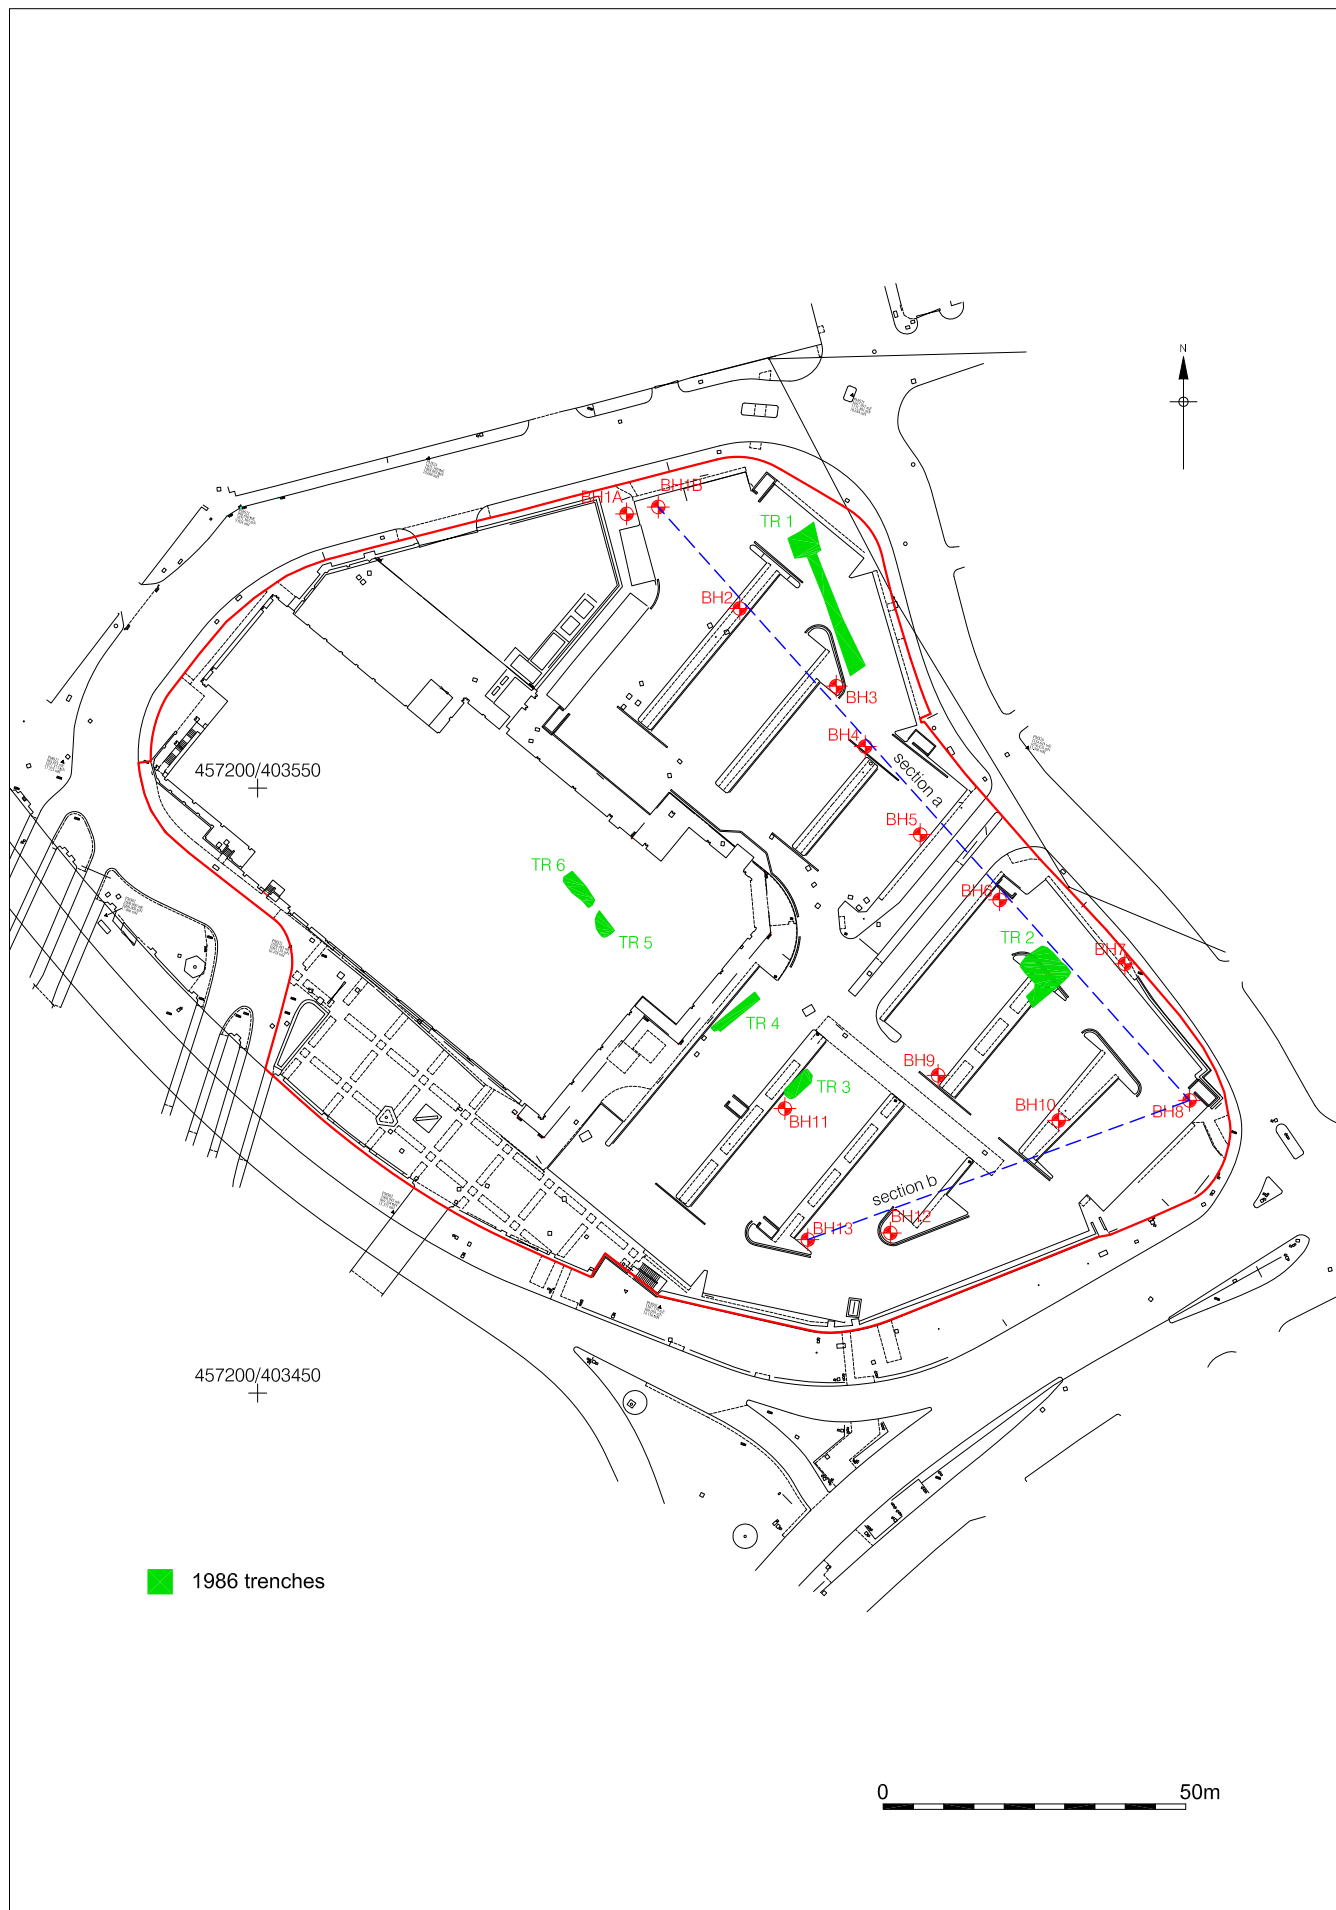 N
BH1A
BH1B
TR 1
BH2
BH3
BH4
section a
457200/403550
BH5
TR 6
BH6
TR 5
TR 2
BH7
TR 4
BH9
TR 3
BH10
BH8
BH11
section b
BH12
BH13
457200/403450
1986 trenches
0
50m